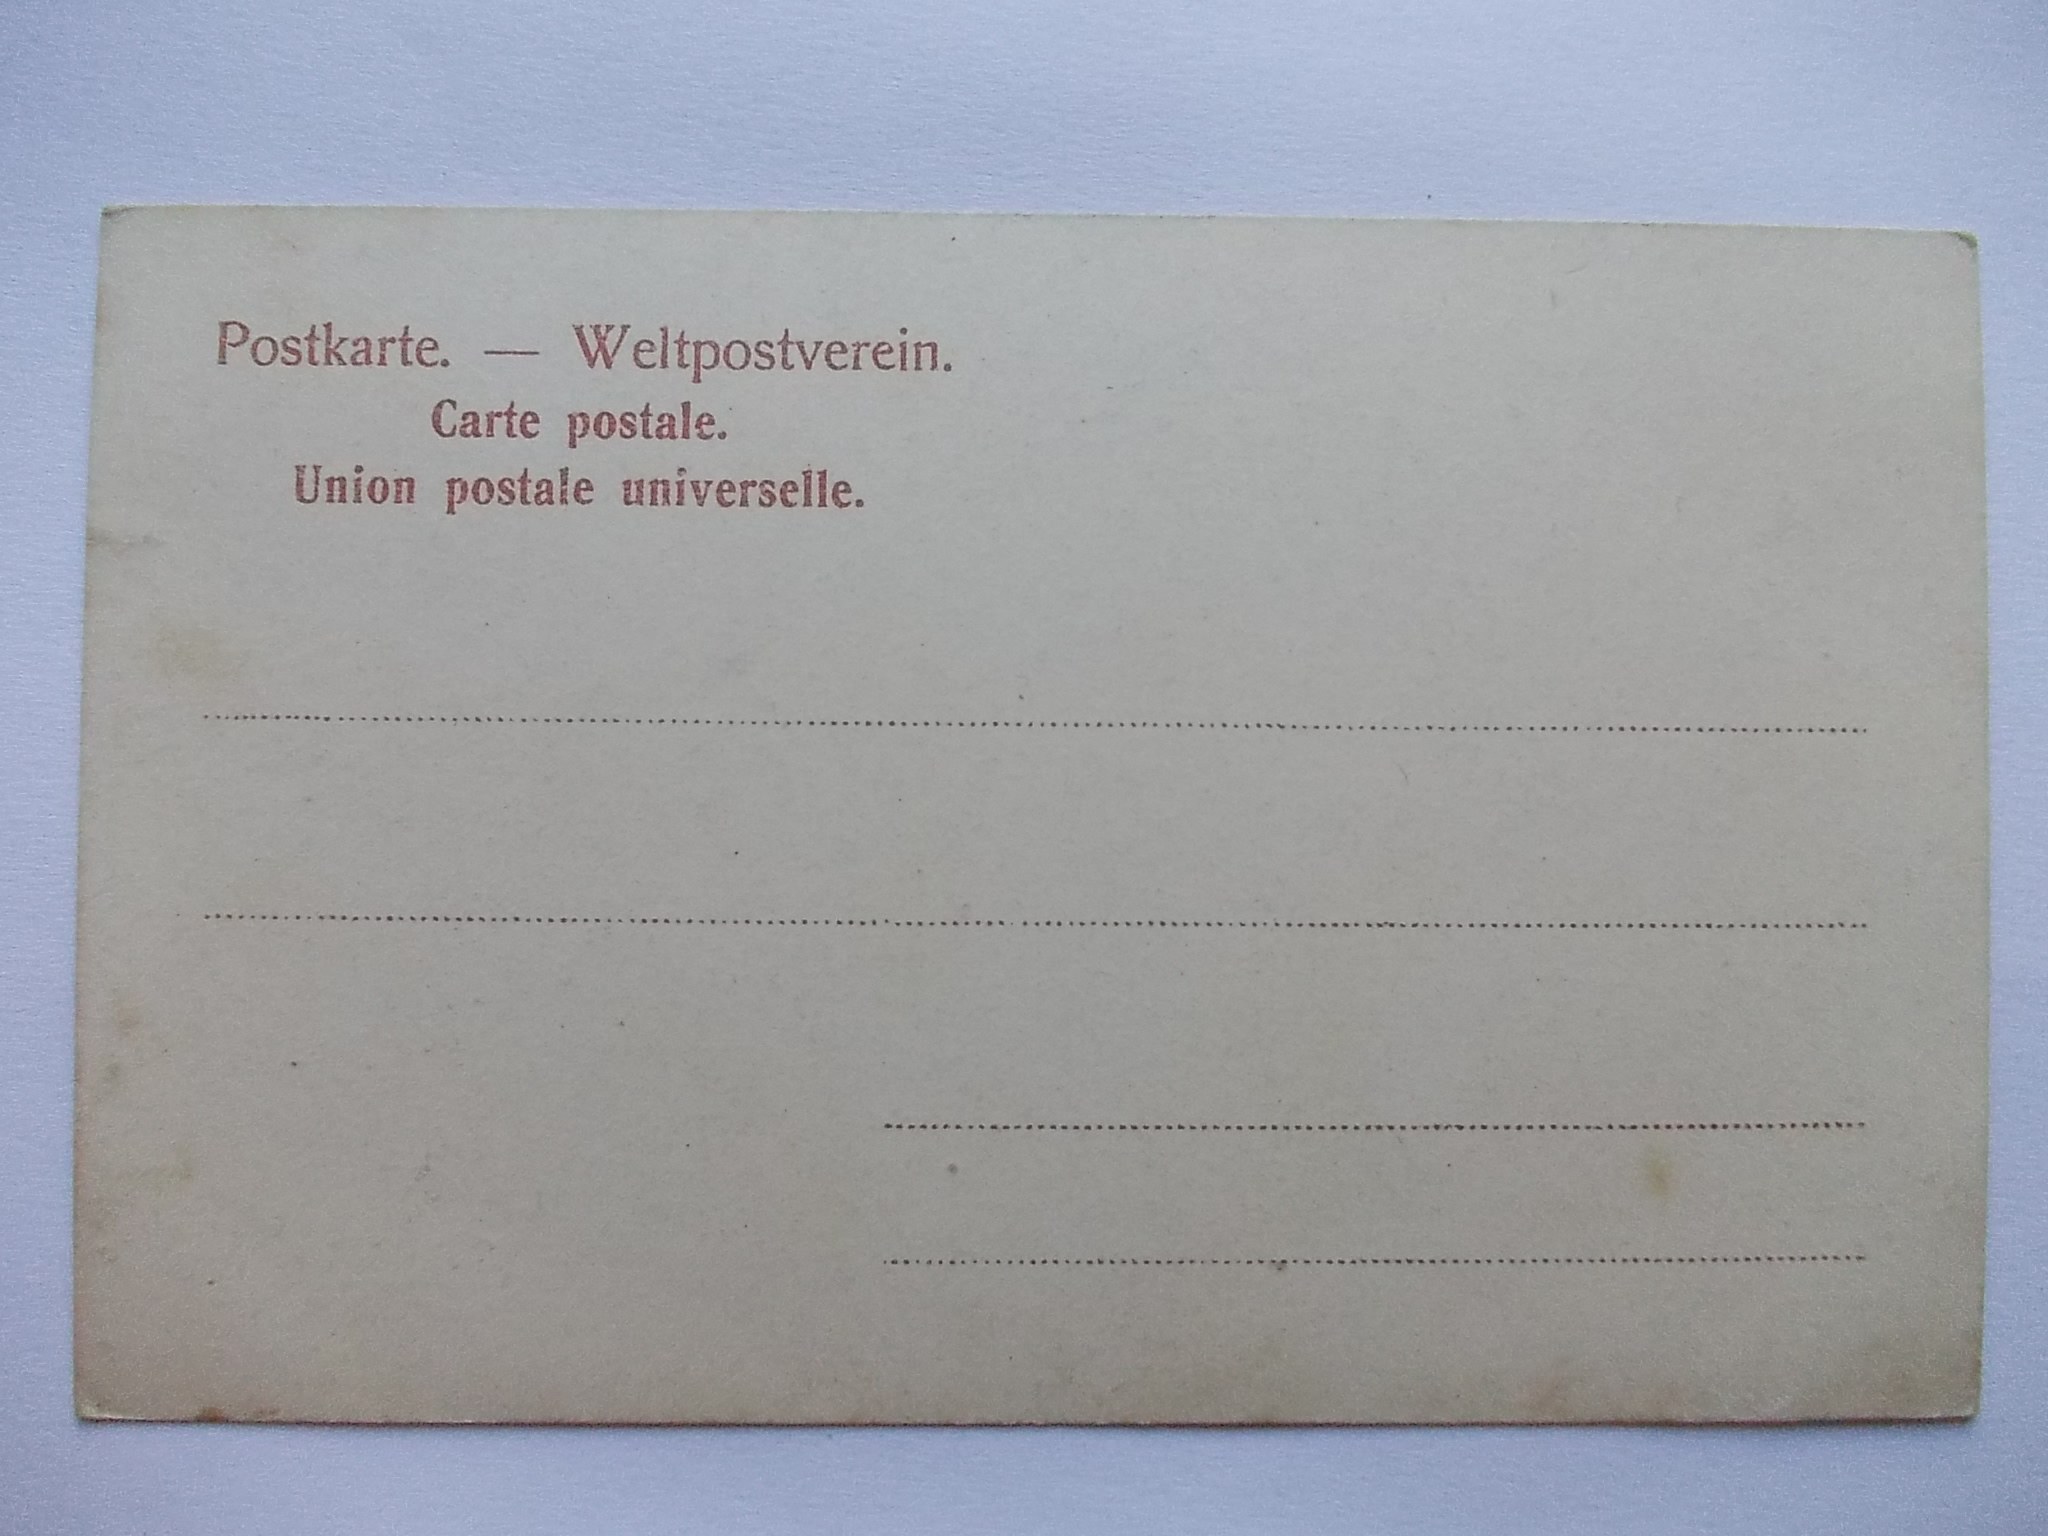 Postkarte. — Weltpostverein.
Carte postale.
Union postale universelle.